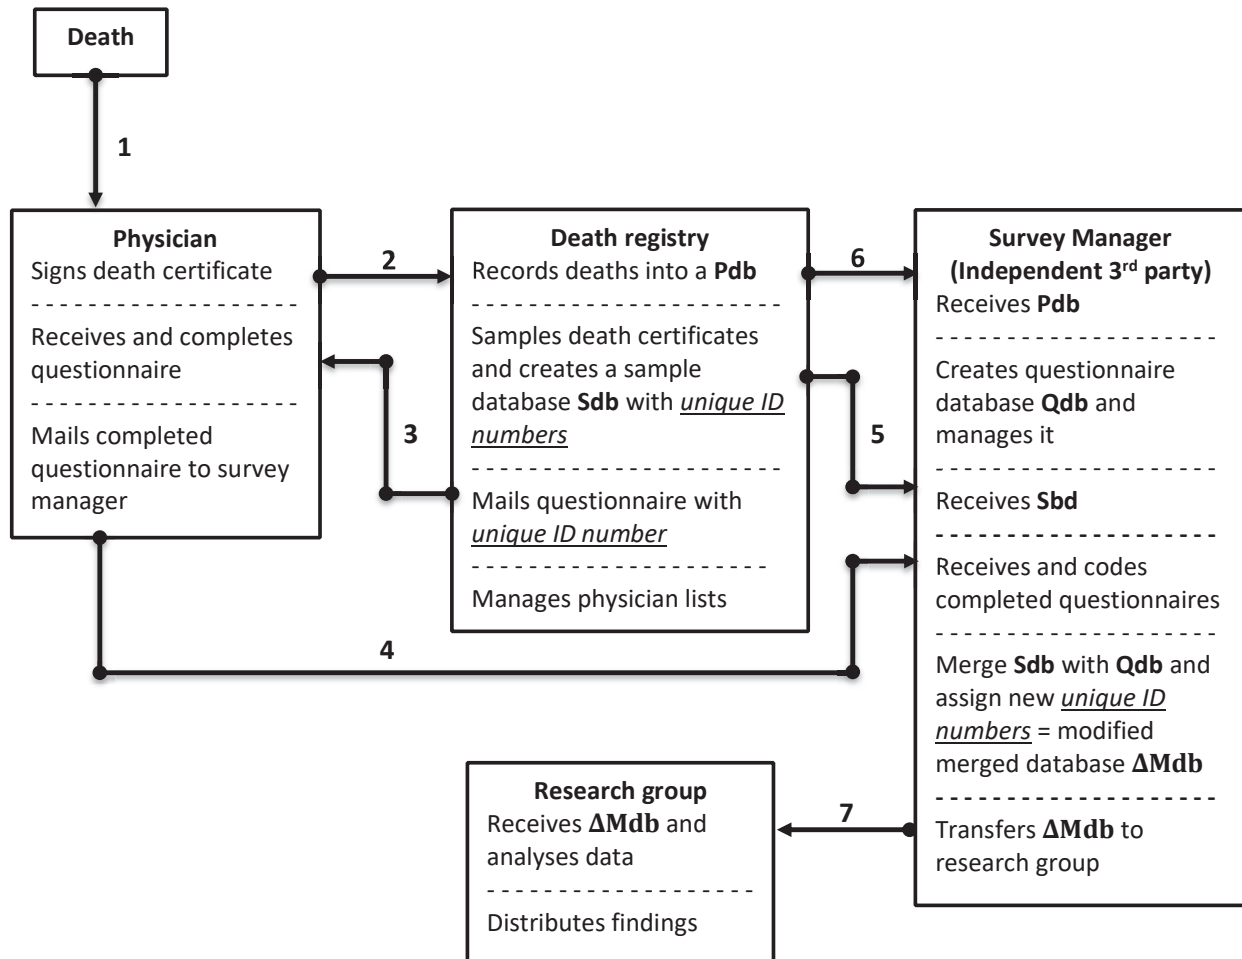 Death
1
Physician
Signs death certificate
- - - - - - - - - - - - - - - - - - - -
Receives and completes
questionnaire
- - - - - - - - - - - - - - - - - - - -
Mails completed
questionnaire to survey
manager
2
3
4
Death registry
Records deaths into a Pdb
- - - - - - - - - - - - - - - - - - - - - - -
Samples death certificates
and creates a sample
database Sdb with unique ID
numbers
- - - - - - - - - - - - - - - - - - - - - - -
Mails questionnaire with
unique ID number
- - - - - - - - - - - - - - - - - - - - - -
Manages physician lists
6
5
Survey Manager
(Independent 3rd party)
Receives Pdb
- - - - - - - - - - - - - - - - - - - - -
Creates questionnaire
database Qdb and
manages it
- - - - - - - - - - - - - - - - - - - - -
Receives Sbd
- - - - - - - - - - - - - - - - - - - - -
Receives and codes
completed questionnaires
- - - - - - - - - - - - - - - - - - - - -
Merge Sdb with Qdb and
assign new unique ID
numbers = modified
merged database ΔMdb
- - - - - - - - - - - - - - - - - - - - -
Transfers ΔMdb to
research group
7
Research group
Receives ΔMdb and
analyses data
- - - - - - - - - - - - - - - - - - - -
Distributes findings